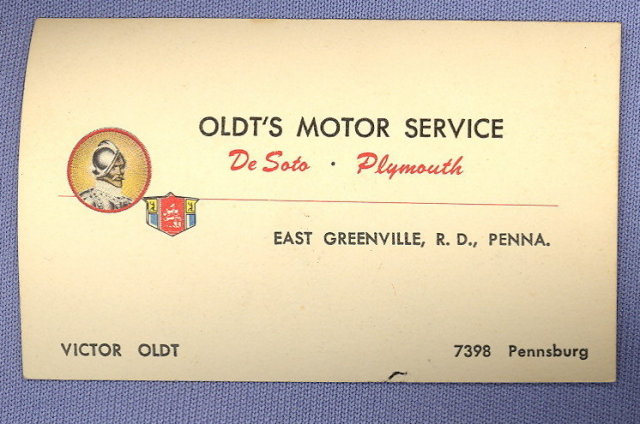 OLDT'S MOTOR SERVICE
De Soto · Plymouth
EAST GREENVILLE, R. D., PENNA.
VICTOR OLDT
7398 Pennsburg